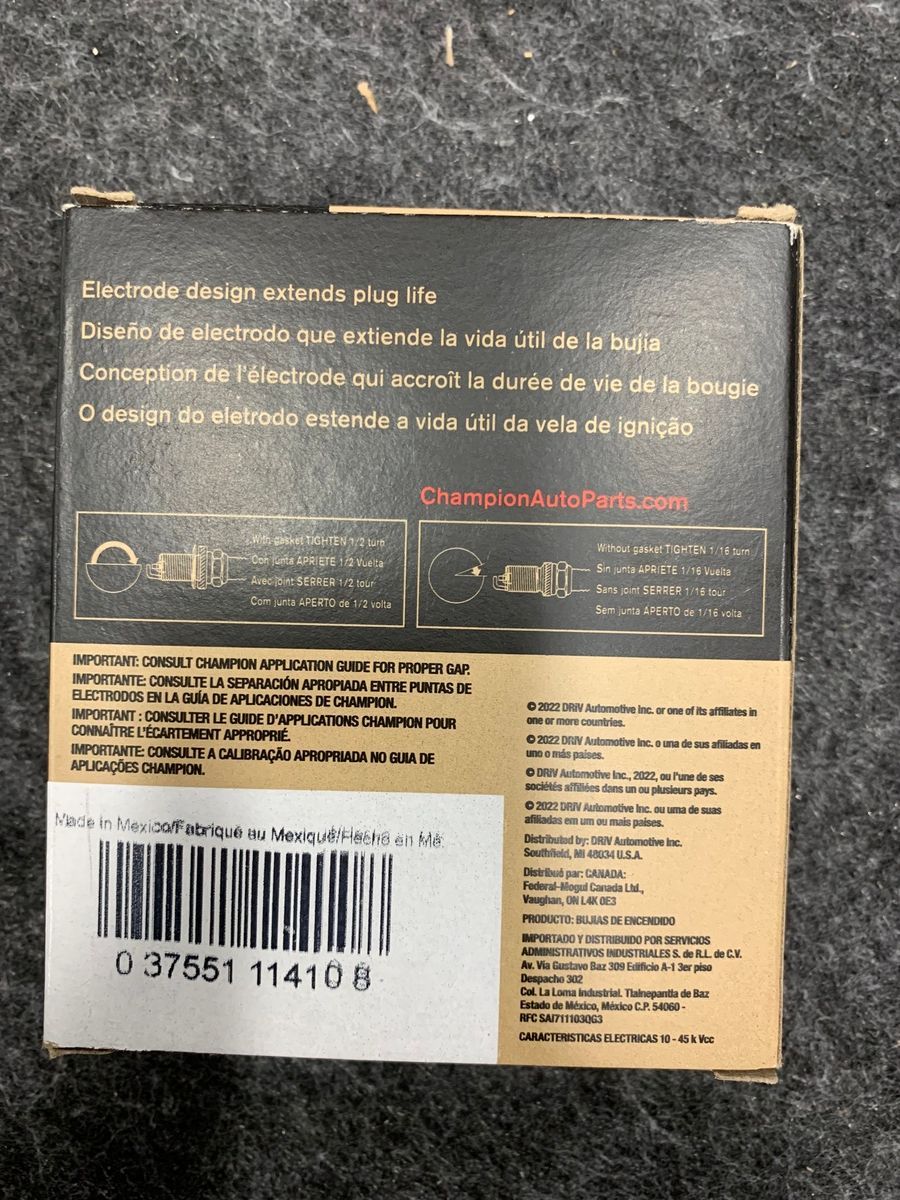 Electrode design extends plug life
Diseño de electrodo que extiende la vida útil de la bujía
Conception de l'électrode qui accroît la durée de vie de la bougie
O design do eletrodo estende a vida útil da vela de ignição
ChampionAutoParts.com
With gasket TIGHTEN 1/2 turn
Con junta APRIETE 1/2 Vuelta
Avec joint SERRER 1/2 tour
Com junta APERTO de 1/2 volta
Without gasket TIGHTEN 1/16 turn
Sin junta APRIETE 1/16 Vuelta
Sans joint SERRER 1/16 tour
Sem junta APERTO de 1/16 volta
IMPORTANT: CONSULT CHAMPION APPLICATION GUIDE FOR PROPER GAP.
IMPORTANTE: CONSULTE LA SEPARACIÓN APROPIADA ENTRE PUNTAS DE
ELECTRODOS EN LA GUÍA DE APLICACIONES DE CHAMPION.
IMPORTANT : CONSULTER LE GUIDE D'APPLICATIONS CHAMPION POUR
CONNAÎTRE L'ÉCARTEMENT APPROPRIÉ.
IMPORTANTE: CONSULTE A CALIBRAÇÃO APROPRIADA NO GUIA DE
APLICAÇÕES CHAMPION.
Made in Mexico/Fabriqué au Mexique/Hecho en Mé
0 37551 11410 8
© 2022 DRiV Automotive Inc. or one of its affiliates in
one or more countries.
© 2022 DRiV Automotive Inc. o una de sus afiliadas en
uno o más países.
© DRiV Automotive Inc., 2022, ou l'une de ses
sociétés affiliées dans un ou plusieurs pays.
© 2022 DRiV Automotive Inc. ou uma de suas
afiliadas em um ou mais países.
Distributed by: DRiV Automotive Inc.
Southfield, MI 48034 U.S.A.
Distribué par: CANADA:
Federal-Mogul Canada Ltd.,
Vaughan, ON L4K 0E3
PRODUCTO: BUJIAS DE ENCENDIDO
IMPORTADO Y DISTRIBUIDO POR SERVICIOS
ADMINISTRATIVOS INDUSTRIALES S. de R.L. de C.V.
Av. Vía Gustavo Baz 309 Edificio A-1 3er piso
Despacho 302
Col. La Loma Industrial. Tlalnepantla de Baz
Estado de México, México C.P. 54060 -
RFC SAI711103QG3
CARACTERISTICAS ELECTRICAS 10 - 45 k Vcc